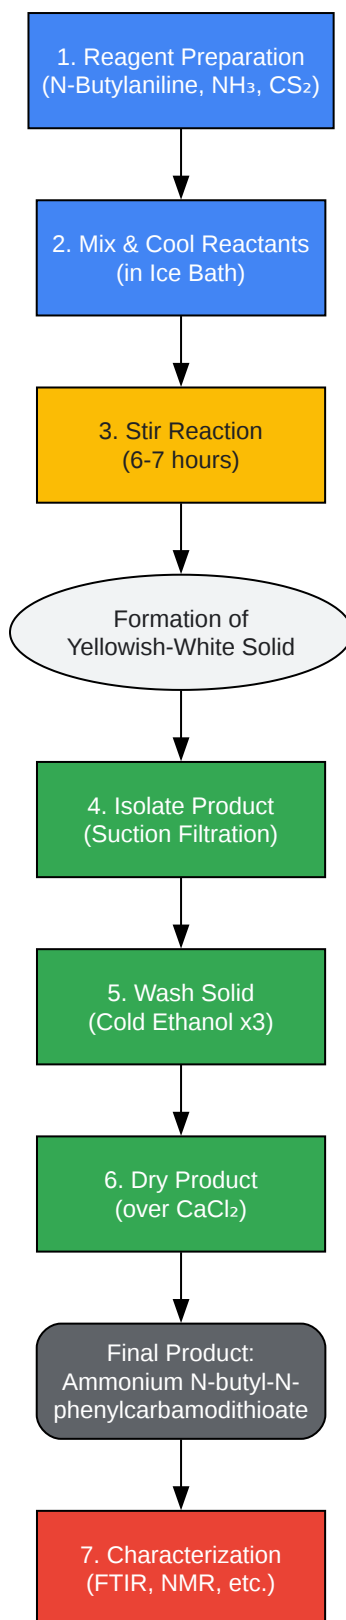 1. Reagent Preparation
(N-Butylaniline, NH₃, CS₂)
2. Mix & Cool Reactants
(in Ice Bath)
3. Stir Reaction
(6-7 hours)
Formation of
Yellowish-White Solid
4. Isolate Product
(Suction Filtration)
5. Wash Solid
(Cold Ethanol x3)
6. Dry Product
(over CaCl₂)
Final Product:
Ammonium N-butyl-N-
phenylcarbamodithioate
7. Characterization
(FTIR, NMR, etc.)